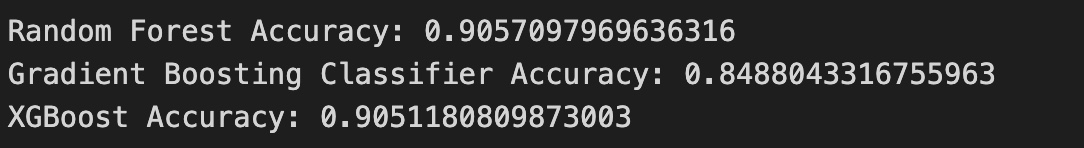 Random Forest Accuracy: 0.9057097969636316
Gradient Boosting Classifier Accuracy: 0.8488043316755963
XGBoost Accuracy: 0.9051180809873003